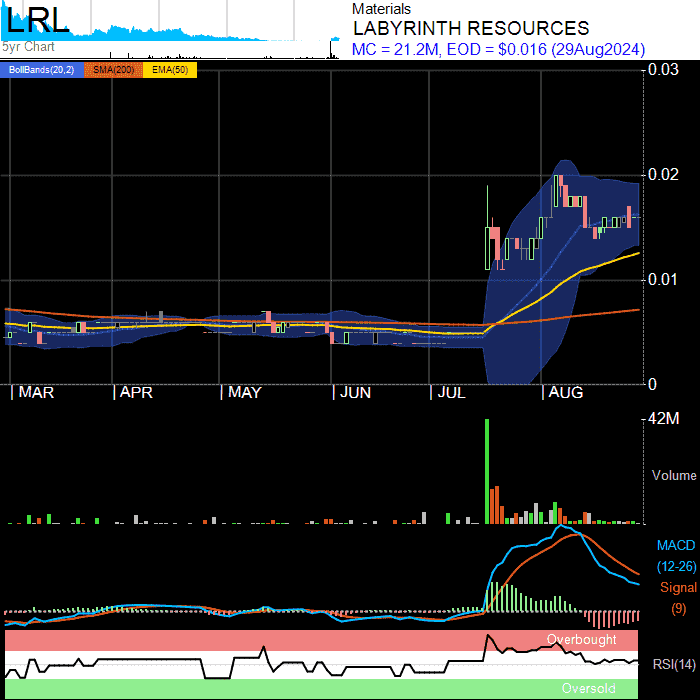 LRL
5yr Chart
Materials
LABYRINTH RESOURCES
MC = 21.2M, EOD = $0.016 (29Aug2024)
BollBands(20,2) SMA(200) EMA(50)
0.03
0.02
0.01
0
MAR APR MAY JUN JUL AUG
42M
Volume
MACD
(12-26)
Signal
(9)
Overbought
RSI(14)
Oversold